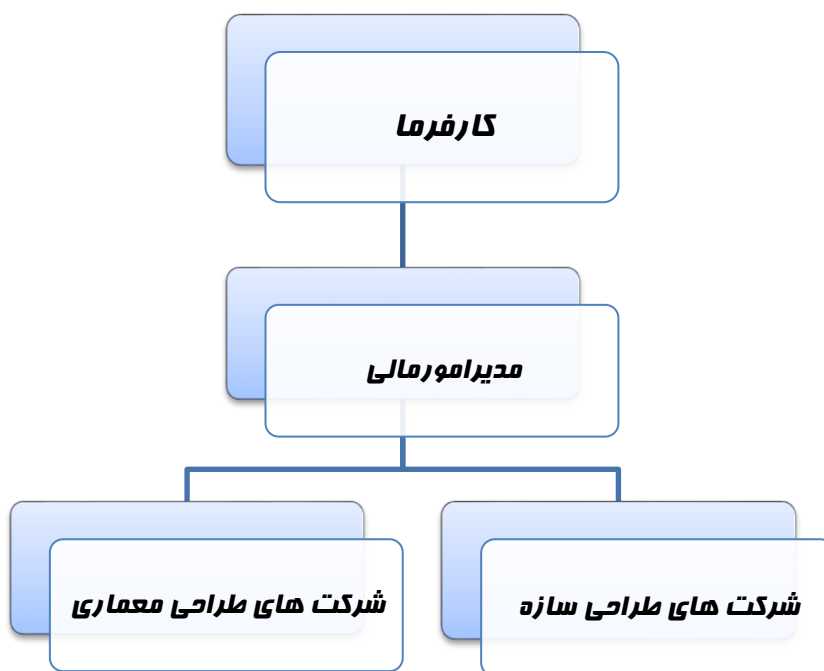 کارفرما
مدیرامورمالی
شرکت های طراحی سازه
شرکت های طراحی معماری